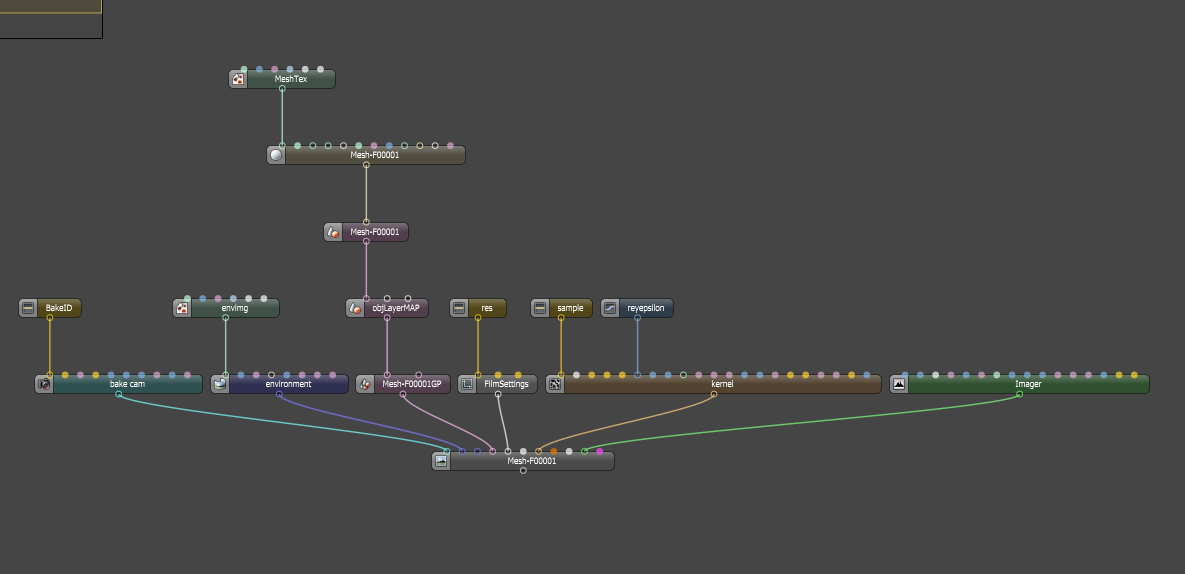 MeshTex
Mesh-F00001
Mesh-F00001
BakeID
envImg
objLayerMAP
res
sample
reyepsilon
bake cam
environment
Mesh-F00001GP
FilmSettings
kernel
Imager
Mesh-F00001